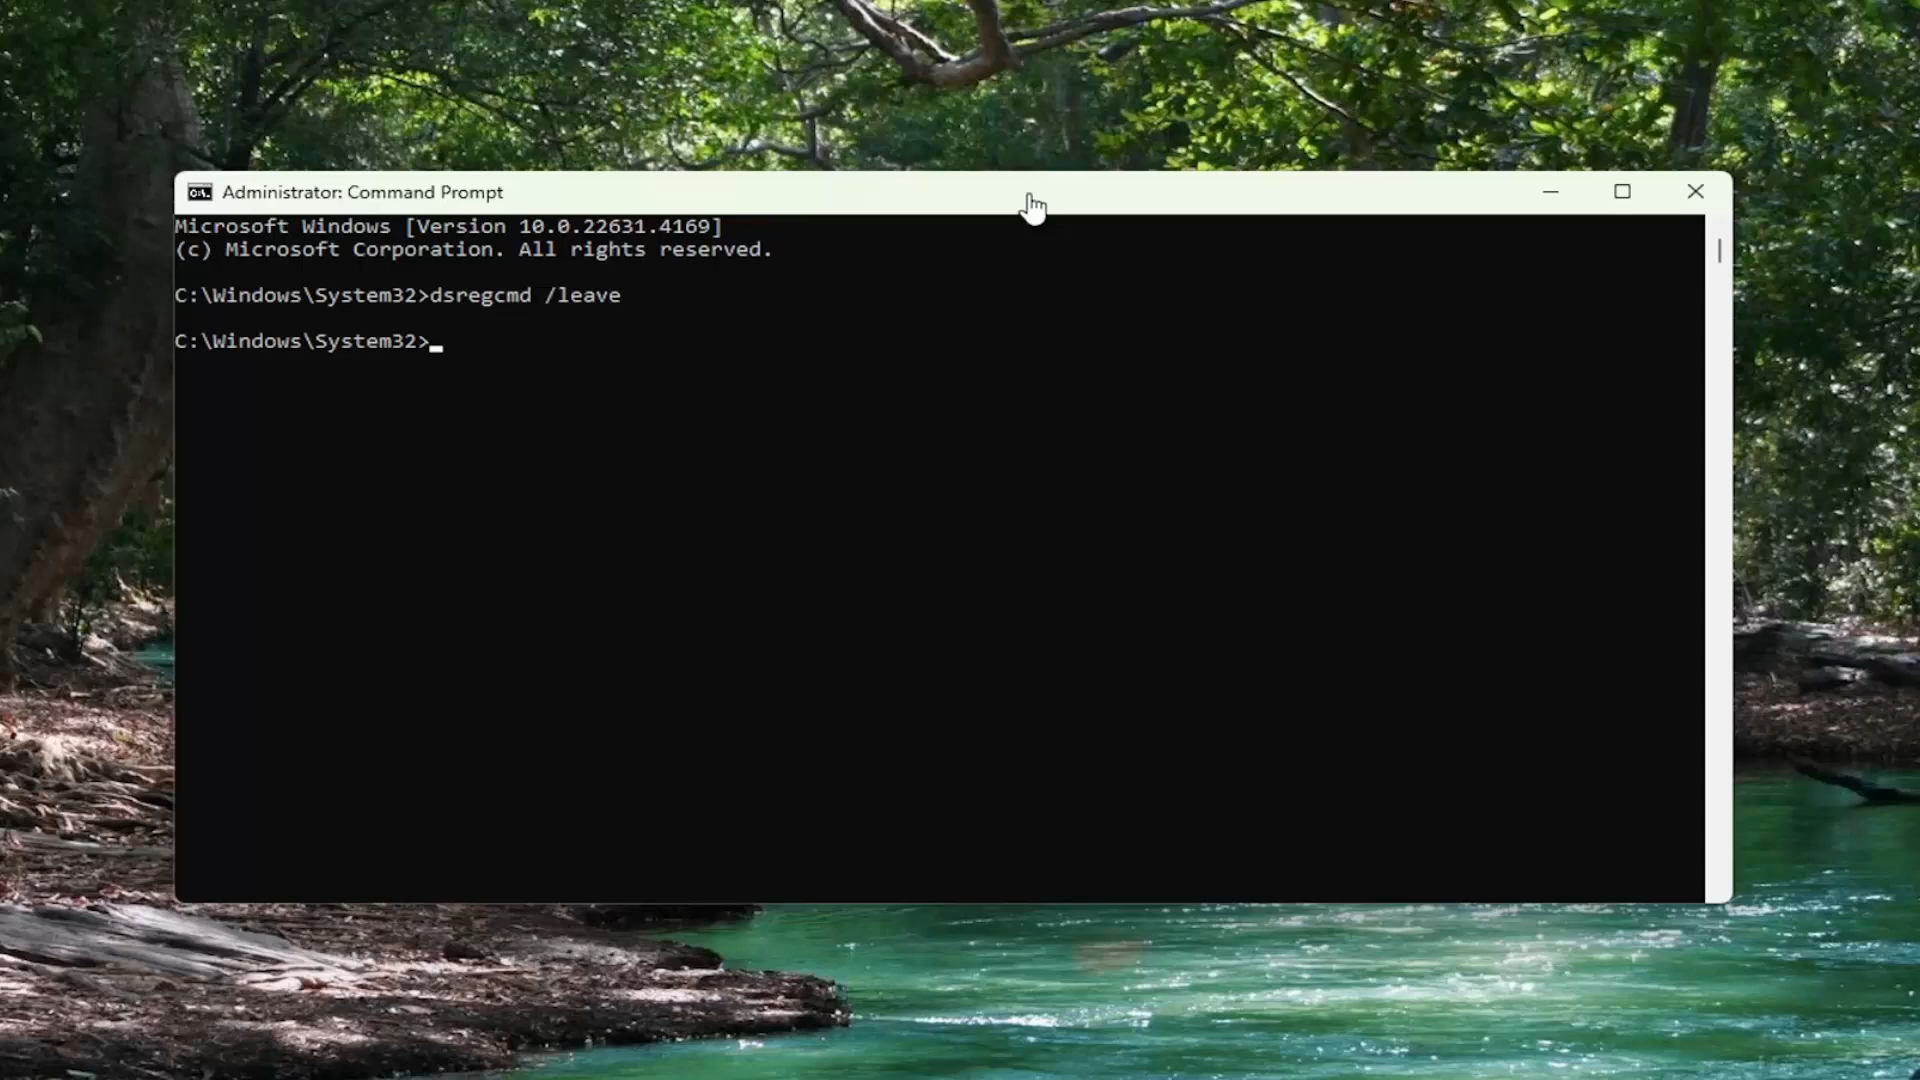 Administrator: Command Prompt
Microsoft Windows [Version 10.0.22631.4169]
(c) Microsoft Corporation. All rights reserved.
C:\Windows\System32>dsregcmd /leave
C:\Windows\System32>